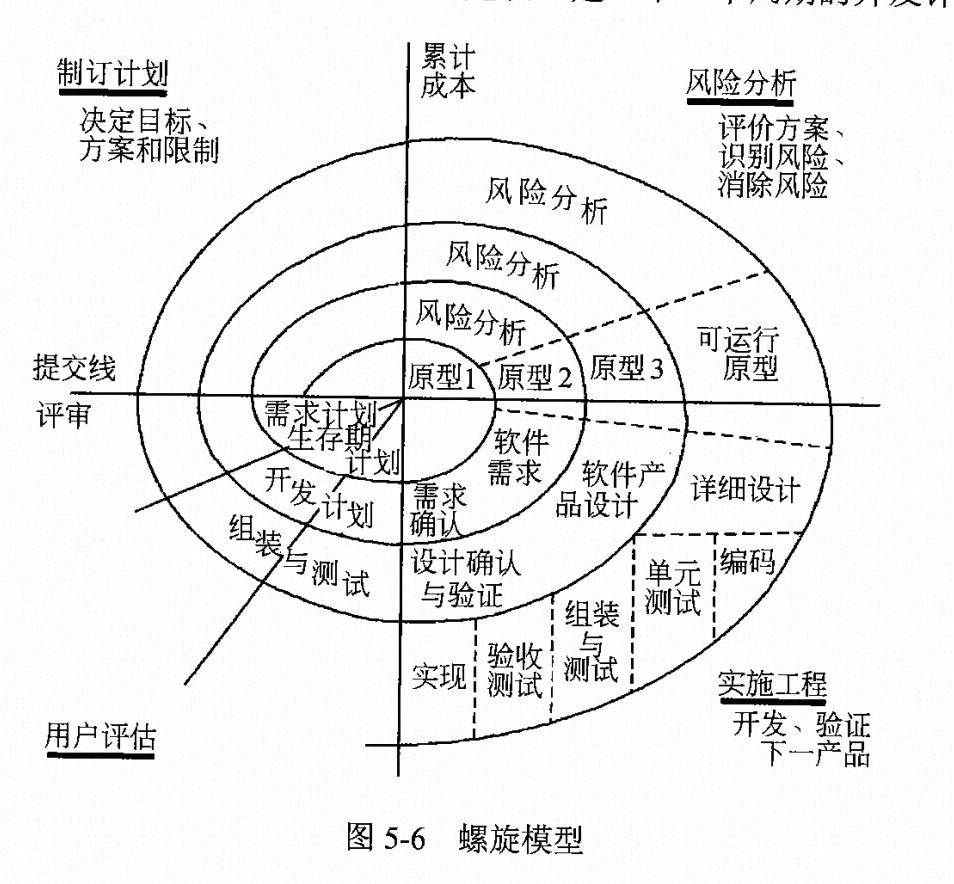 制订计划
决定目标、
方案和限制
累计
成本
风险分析
评价方案、
识别风险、
消除风险
风险分析
风险分析
风险分析
提交线
评审
原型1
原型2
原型3
可运行
原型
需求计划
生存期
计划
开发计划
组装与测试
需求
确认
软件
需求
软件产
品设计
详细设计
设计确认
与验证
实现
验收
测试
组装
与
测试
单元
测试
编码
用户评估
实施工程
开发、验证
下一产品
图 5-6 螺旋模型